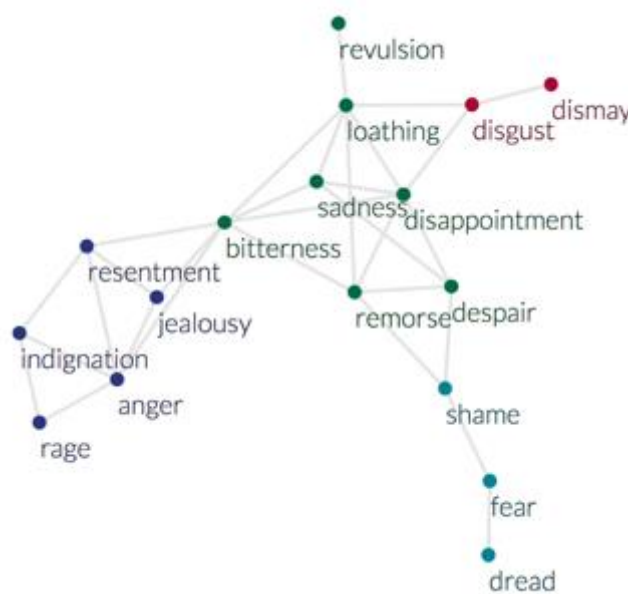 revulsion
dismay
loathing
disgust
sadness
disappointment
bitterness
resentment
remorse
despair
jealousy
indignation
anger
shame
rage
fear
dread